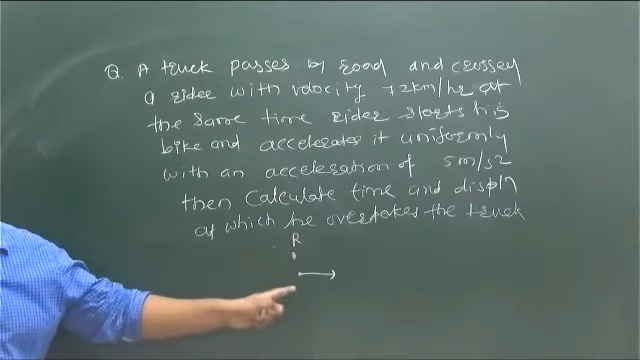 Q. A truck passes by road and crossed
a rider with velocity 72km/hr at
the same time rider starts his
bike and accelerates it uniformly
with an acceleration of 5m/s2
then calculate time and displn
at which he overtakes the truck
R